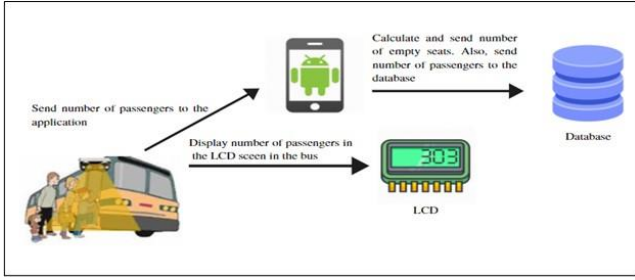 Calculate and send number
of empty seats. Also, send
number of passengers to the
database
Send number of passengers to the
application
Database
Display number of passengers in
the LCD sceen in the bus
303
LCD